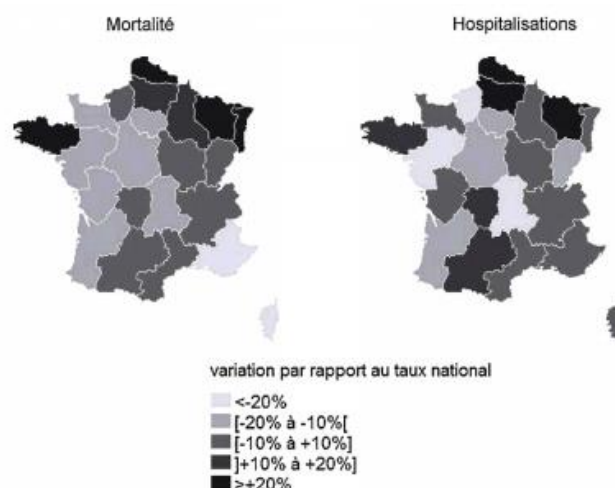 Mortalité
Hospitalisations
variation par rapport au taux national
<-20%
[-20% à -10%[
[-10% à +10%]
]+10% à +20%]
>+20%